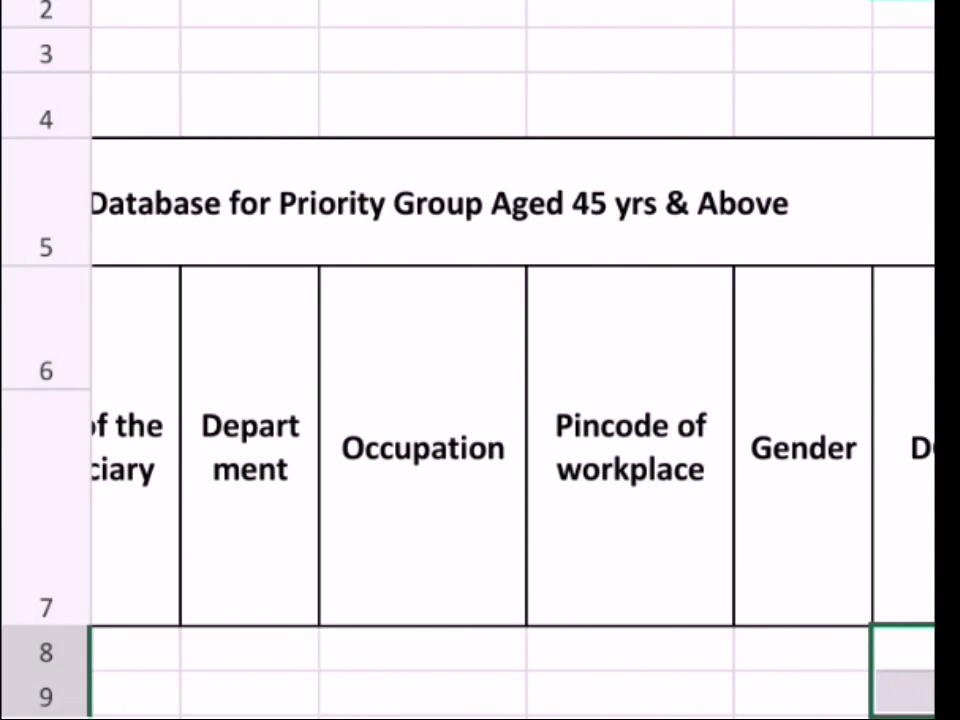 2
3
4
Database for Priority Group Aged 45 yrs & Above
5
6
of the
ciary
Depart
ment
Occupation
Pincode of
workplace
Gender
7
8
9